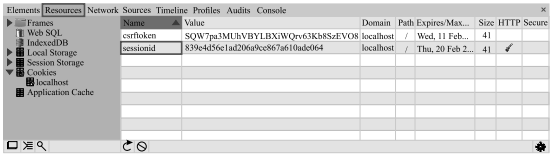 Elements Resources Network Sources Timeline Profiles Audits Console
Frames
Web SQL
IndexedDB
Local Storage
Session Storage
Cookies
localhost
Application Cache
Name Value Domain Path Expires/Max... Size HTTP Secure
csrftoken SQW7pa3MUhVBYLBXiWQrv63Kb8SzEVO8 localhost / Wed, 11 Feb... 41
sessionid 839e4d56e1ad206a9ce867a610ade064 localhost / Thu, 20 Feb 2... 41 ✓